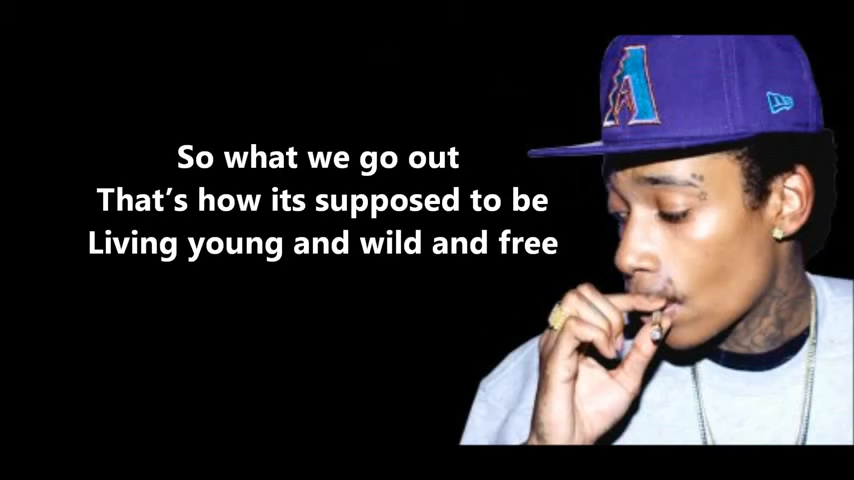 So what we go out
That’s how its supposed to be
Living young and wild and free
A